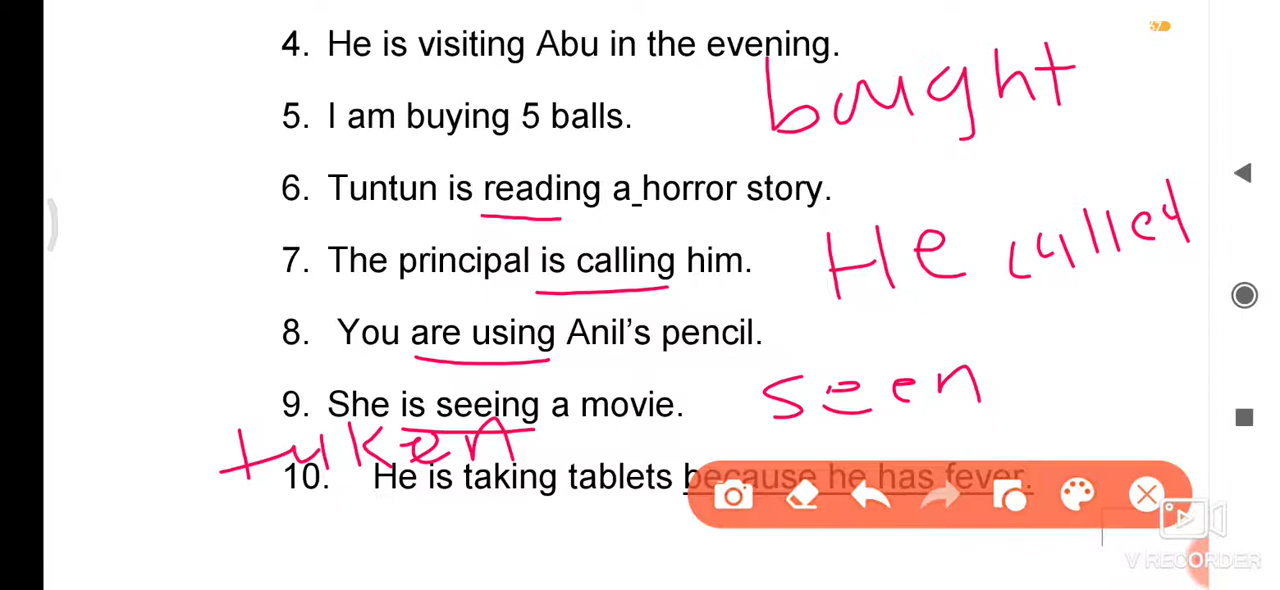 4. He is visiting Abu in the evening.
bought
5. I am buying 5 balls.
6. Tuntun is reading a horror story.
He called
7. The principal is calling him.
8. You are using Anil's pencil.
9. She is seeing a movie.
seen
taken
10. He is taking tablets because he has fever.
V RECORDER